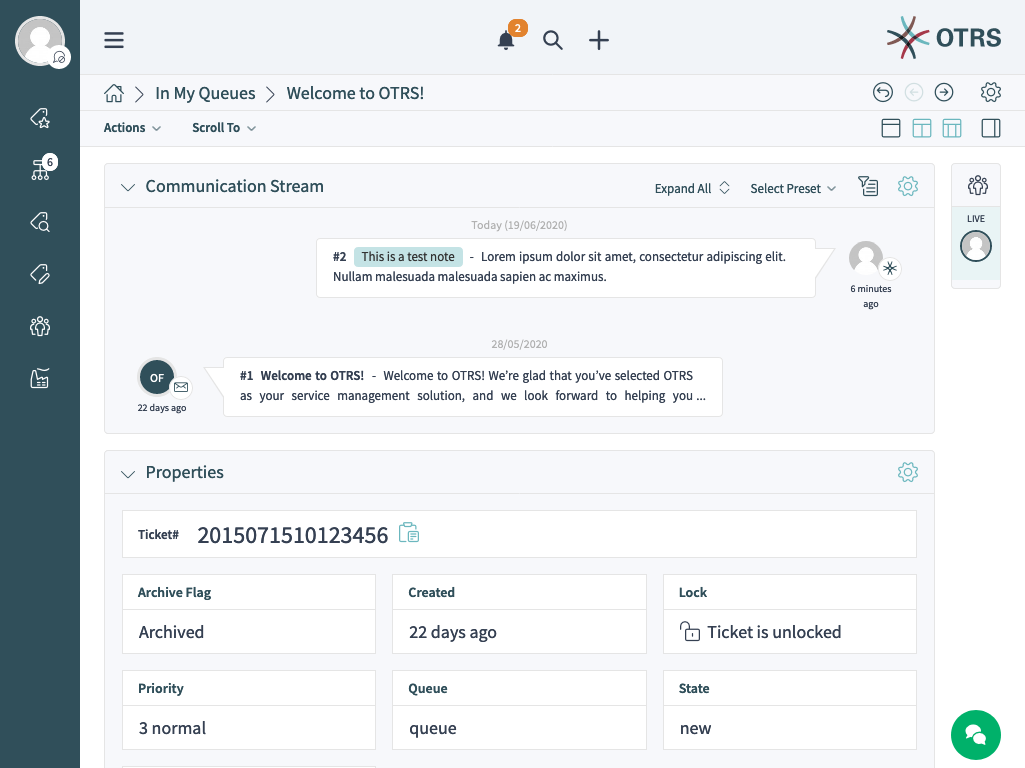 2
OTRS
In My Queues
Welcome to OTRS!
Actions
Scroll To
6
Communication Stream
Expand All
Select Preset
LIVE
Today (19/06/2020)
#2 This is a test note - Lorem ipsum dolor sit amet, consectetur adipiscing elit.
Nullam malesuada malesuada sapien ac maximus.
6 minutes
ago
28/05/2020
OF
22 days ago
#1 Welcome to OTRS! - Welcome to OTRS! We're glad that you've selected OTRS
as your service management solution, and we look forward to helping you ...
Properties
Ticket# 2015071510123456
Archive Flag
Archived
Created
22 days ago
Lock
Ticket is unlocked
Priority
3 normal
Queue
queue
State
new